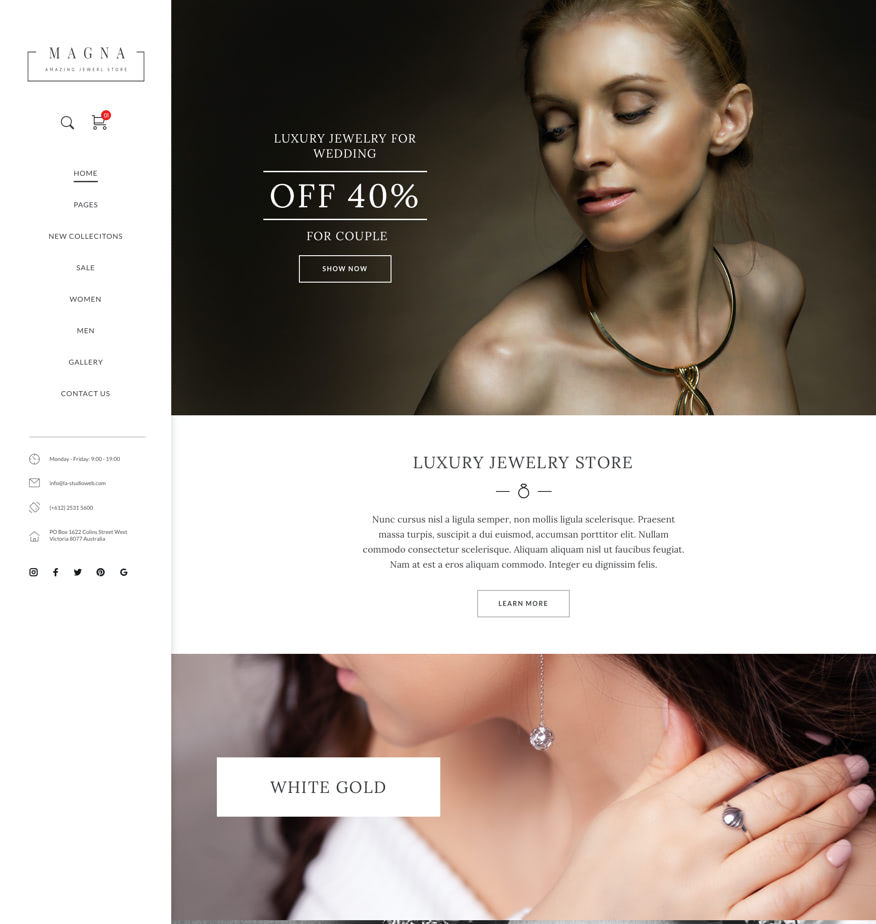 MAGNA
AMAZING JEWERL STORE
01
HOME
PAGES
NEW COLLECITONS
SALE
WOMEN
MEN
GALLERY
CONTACT US
Monday - Friday: 9:00 - 19:00
info@la-studioweb.com
(+612) 2531 5600
PO Box 1622 Colins Street West
Victoria 8077 Australia
LUXURY JEWELRY FOR
WEDDING
OFF 40%
FOR COUPLE
SHOW NOW
LUXURY JEWELRY STORE
Nunc cursus nisl a ligula semper, non mollis ligula scelerisque. Praesent
massa turpis, suscipit a dui euismod, accumsan porttitor elit. Nullam
commodo consectetur scelerisque. Aliquam aliquam nisl ut faucibus feugiat.
Nam at est a eros aliquam commodo. Integer eu dignissim felis.
LEARN MORE
WHITE GOLD